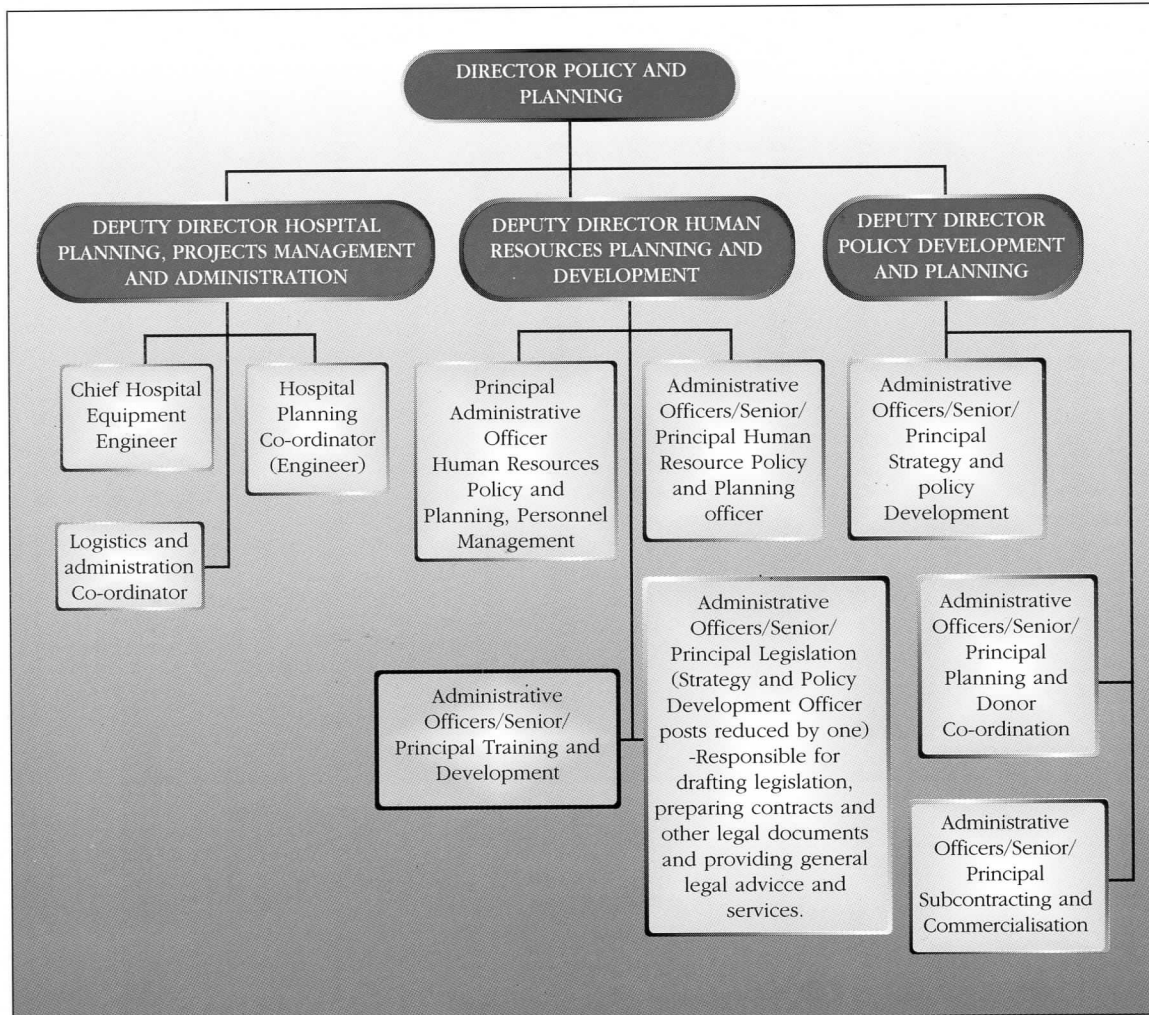 DIRECTOR POLICY AND
PLANNING
DEPUTY DIRECTOR HOSPITAL
PLANNING, PROJECTS MANAGEMENT
AND ADMINISTRATION
DEPUTY DIRECTOR HUMAN
RESOURCES PLANNING AND
DEVELOPMENT
DEPUTY DIRECTOR
POLICY DEVELOPMENT
AND PLANNING
Chief Hospital
Equipment
Engineer
Hospital
Planning
Co-ordinator
(Engineer)
Logistics and
administration
Co-ordinator
Principal
Administrative
Officer
Human Resources
Policy and
Planning, Personnel
Management
Administrative
Officers/Senior/
Principal Human
Resource Policy
and Planning
officer
Administrative
Officers/Senior/
Principal Training and
Development
Administrative
Officers/Senior/
Principal Legislation
(Strategy and Policy
Development Officer
posts reduced by one)
-Responsible for
drafting legislation,
preparing contracts and
other legal documents
and providing general
legal advicce and
services.
Administrative
Officers/Senior/
Principal
Strategy and
policy
Development
Administrative
Officers/Senior/
Principal
Planning and
Donor
Co-ordination
Administrative
Officers/Senior/
Principal
Subcontracting and
Commercialisation